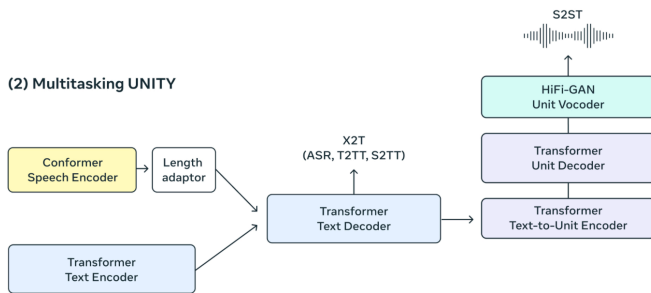 S2ST
(2) Multitasking UNITY
HiFi-GAN
Unit Vocoder
X2T
(ASR, T2TT, S2TT)
Transformer
Unit Decoder
Conformer
Speech Encoder
Length
adaptor
Transformer
Text Decoder
Transformer
Text-to-Unit Encoder
Transformer
Text Encoder